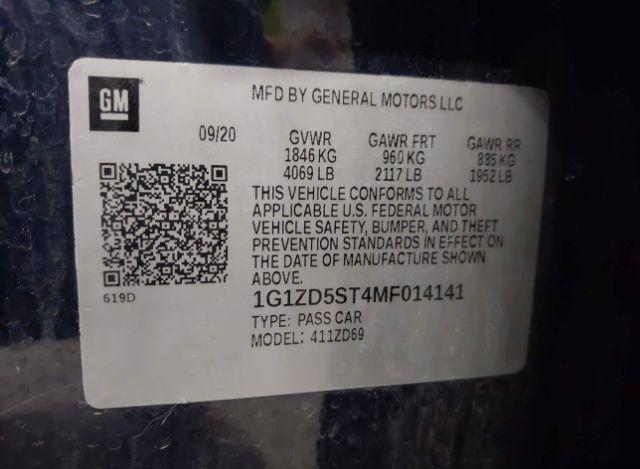 GM
MFD BY GENERAL MOTORS LLC
09/20 GVWR GAWR FRT GAWR RR
1846 KG 960 KG 885 KG
4069 LB 2117 LB 1952 LB
THIS VEHICLE CONFORMS TO ALL
APPLICABLE U.S. FEDERAL MOTOR
VEHICLE SAFETY, BUMPER, AND THEFT
PREVENTION STANDARDS IN EFFECT ON
THE DATE OF MANUFACTURE SHOWN
ABOVE.
619D
1G1ZD5ST4MF014141
TYPE: PASS CAR
MODEL: 411ZD69